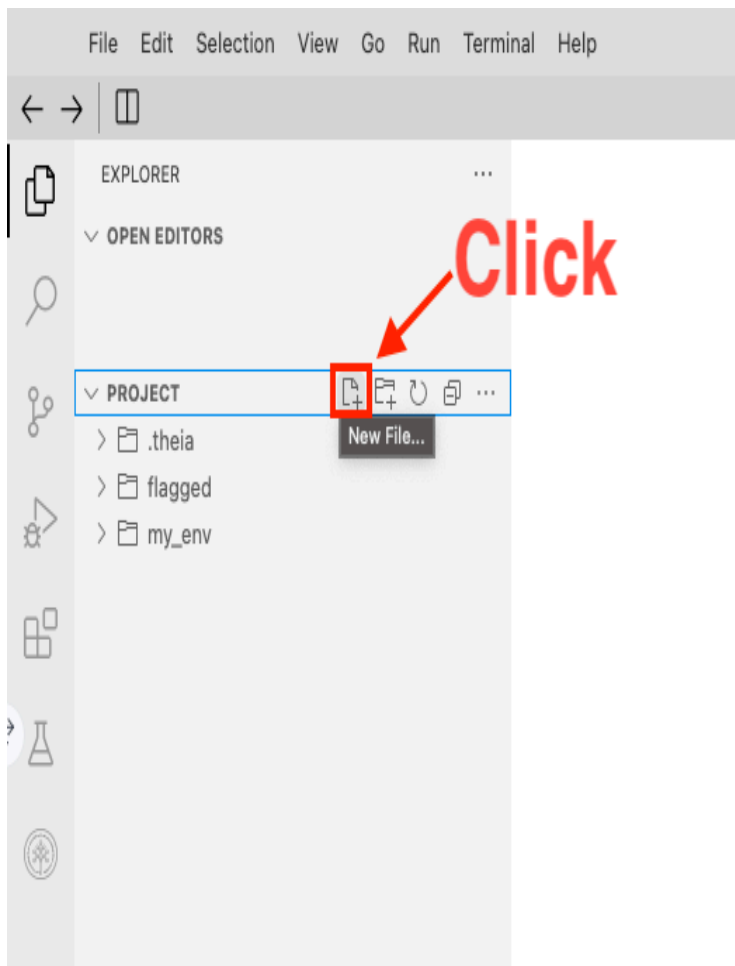 File Edit Selection View Go Run Terminal Help
EXPLORER
OPEN EDITORS
Click
PROJECT
New File...
.theia
flagged
my_env